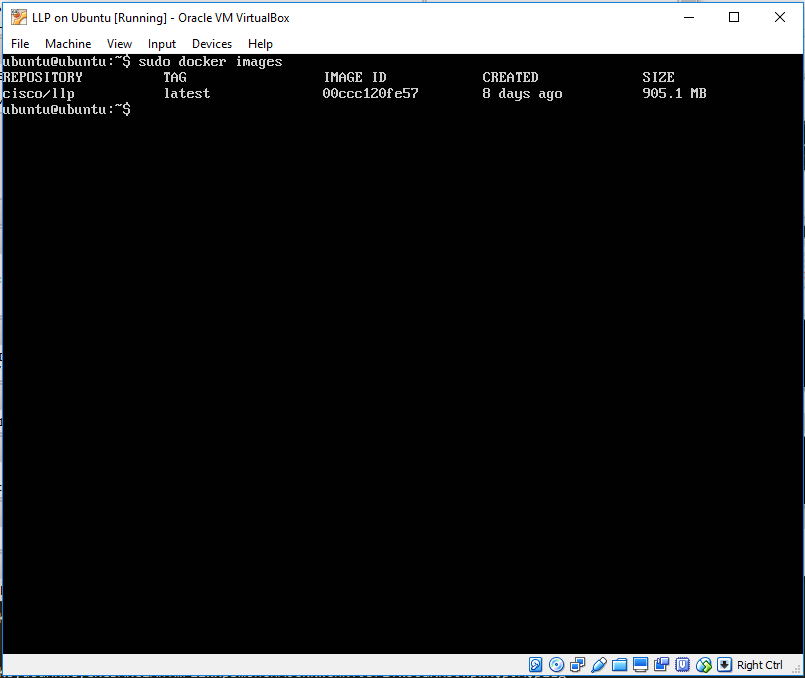 LLP on Ubuntu [Running] - Oracle VM VirtualBox
File Machine View Input Devices Help
ubuntu@ubuntu:~$ sudo docker images
REPOSITORY TAG IMAGE ID CREATED SIZE
cisco/llp latest 00ccc120fe57 8 days ago 905.1 MB
ubuntu@ubuntu:~$
Right Ctrl